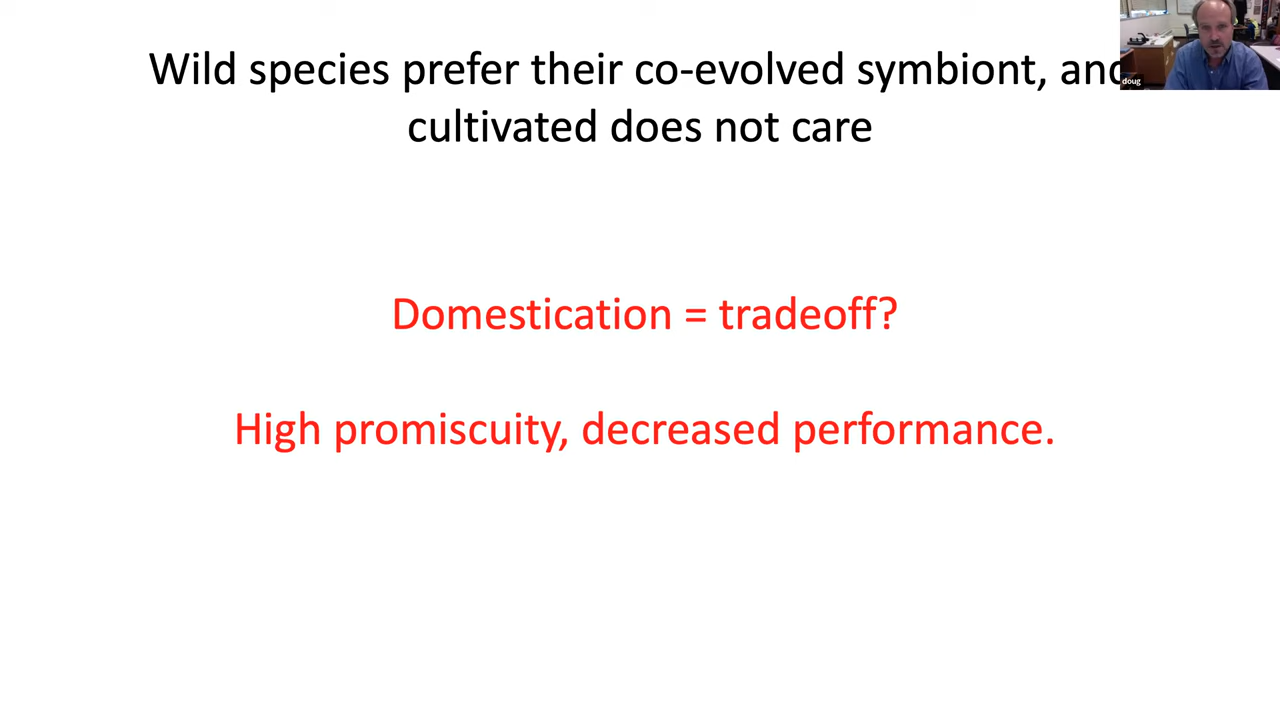 Wild species prefer their co-evolved symbiont, and
cultivated does not care
doug
Domestication = tradeoff?
High promiscuity, decreased performance.